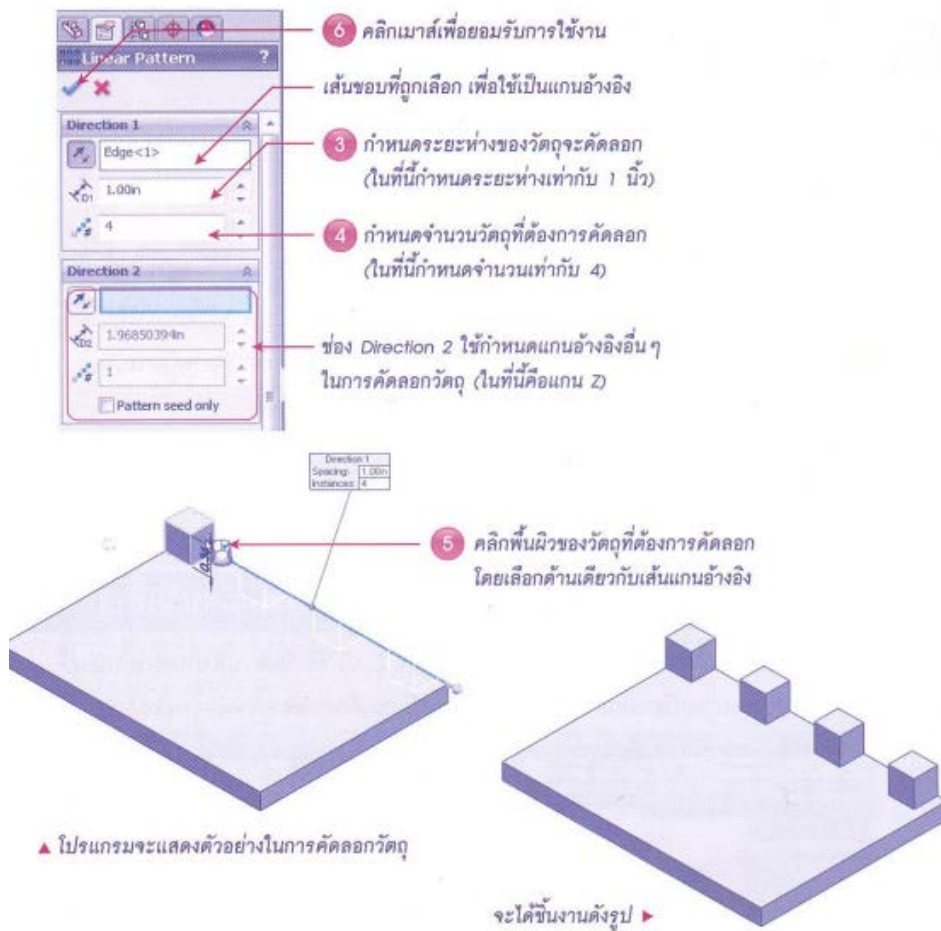 6 คลิกเมาส์เพื่อยอมรับการใช้งาน
Linear Pattern ?
เส้นขอบที่ถูกเลือก เพื่อใช้เป็นแกนอ้างอิง
Direction 1
Edge<1>
3 กำหนดระยะห่างของวัตถุจะคัดลอก
(ในที่นี้กำหนดระยะห่างเท่ากับ 1 นิ้ว)
D1 1.00in
4 กำหนดจำนวนวัตถุที่ต้องการคัดลอก
(ในที่นี้กำหนดจำนวนเท่ากับ 4)
# 4
Direction 2
D2 1.96850394in
ช่อง Direction 2 ใช้กำหนดแกนอ้างอิงอื่นๆ
ในการคัดลอกวัตถุ (ในที่นี้คือแกน Z)
# 1
Pattern seed only
Direction 1
Spacing: 1.00in
Instances: 4
5 คลิกพื้นผิวของวัตถุที่ต้องการคัดลอก
โดยเลือกด้านเดียวกับเส้นแกนอ้างอิง
▲ โปรแกรมจะแสดงตัวอย่างในการคัดลอกวัตถุ
จะได้ชิ้นงานดังรูป ▶